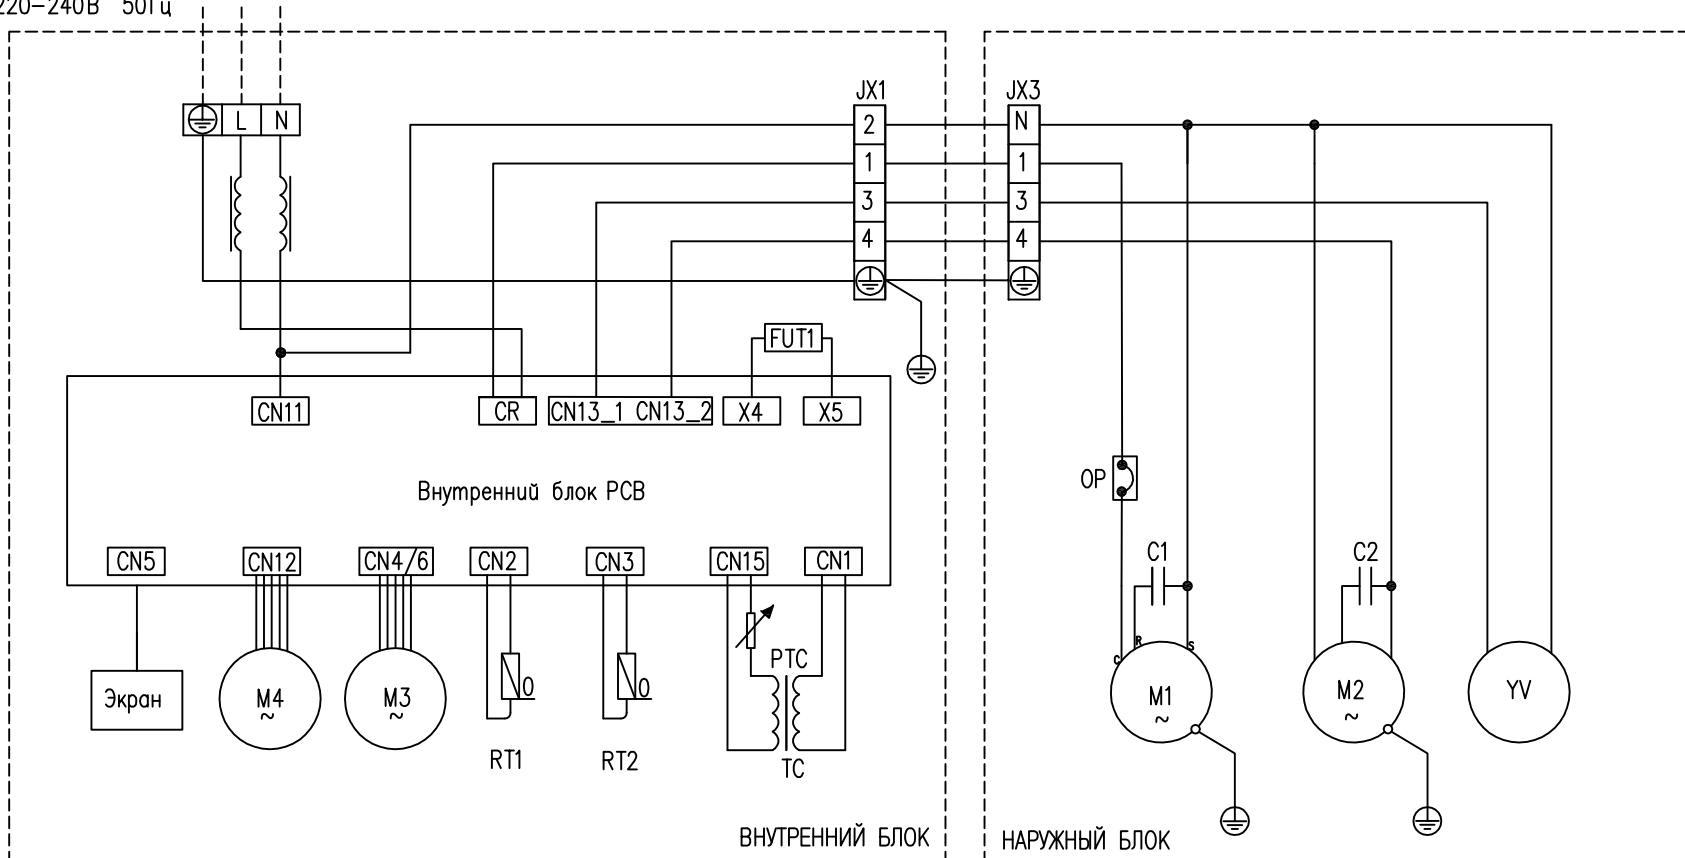 220-240В 50Гц
JX1
JX3
L N
2
N
1
1
3
3
4
4
FUT1
CN11
CR
CN13_1 CN13_2
X4
X5
OP
Внутренний блок PCB
CN5
CN12
CN4/6
CN2
CN3
CN15
CN1
C1
C2
R
S
C
PTC
Экран
M4
~
M3
~
0
0
M1
~
M2
~
YV
RT1
RT2
TC
ВНУТРЕННИЙ БЛОК
НАРУЖНЫЙ БЛОК